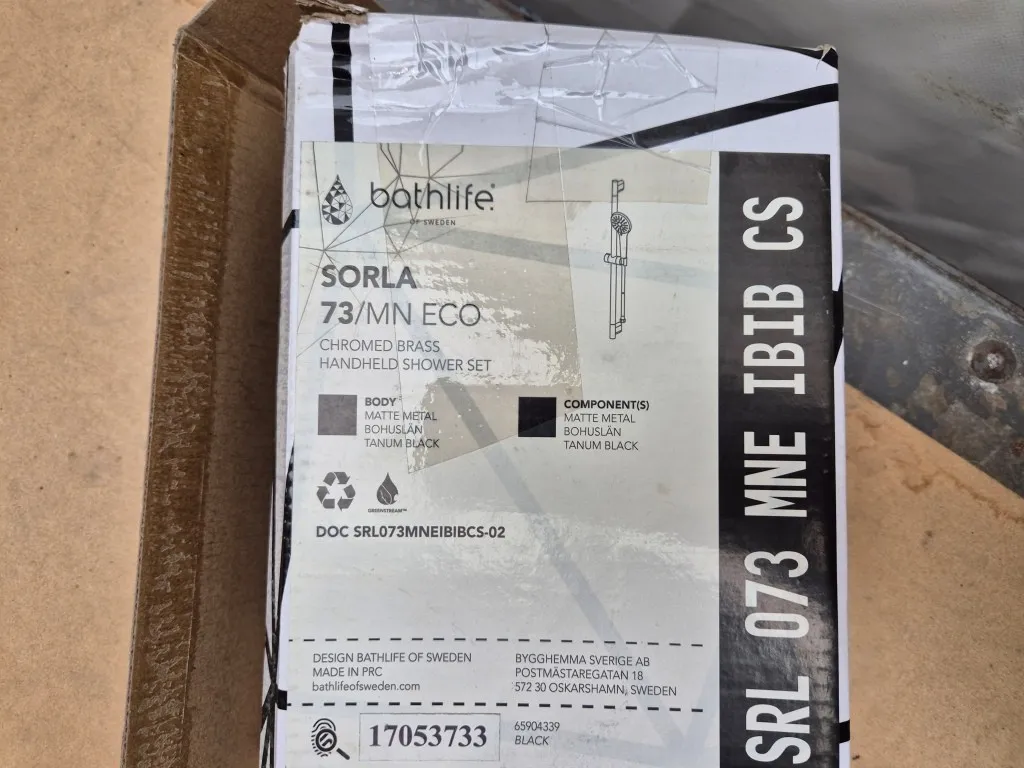 bathlife
OF SWEDEN
SORLA
73/MN ECO
CHROMED BRASS
HANDHELD SHOWER SET
BODY
MATTE METAL
BOHUSLÄN
TANUM BLACK
COMPONENT(S)
MATTE METAL
BOHUSLÄN
TANUM BLACK
GREENSTREAM™
DOC SRL073MNEIBIBCS-02
DESIGN BATHLIFE OF SWEDEN
MADE IN PRC
bathlifeofsweden.com
BYGGHEMMA SVERIGE AB
POSTMÄSTAREGATAN 18
572 30 OSKARSHAMN, SWEDEN
17053733
65904339
BLACK
SRL 073 MNE IBIB CS